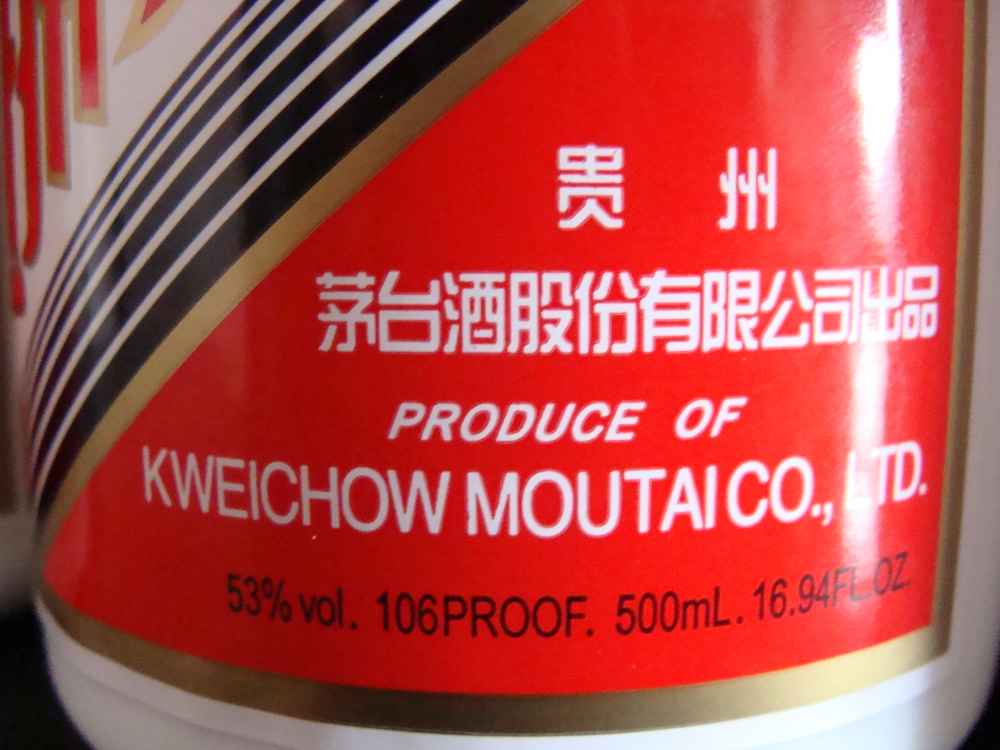 贵州
茅台酒股份有限公司出品
PRODUCE OF
KWEICHOW MOUTAI CO., LTD.
53% vol. 106PROOF. 500mL. 16.94FL.OZ.